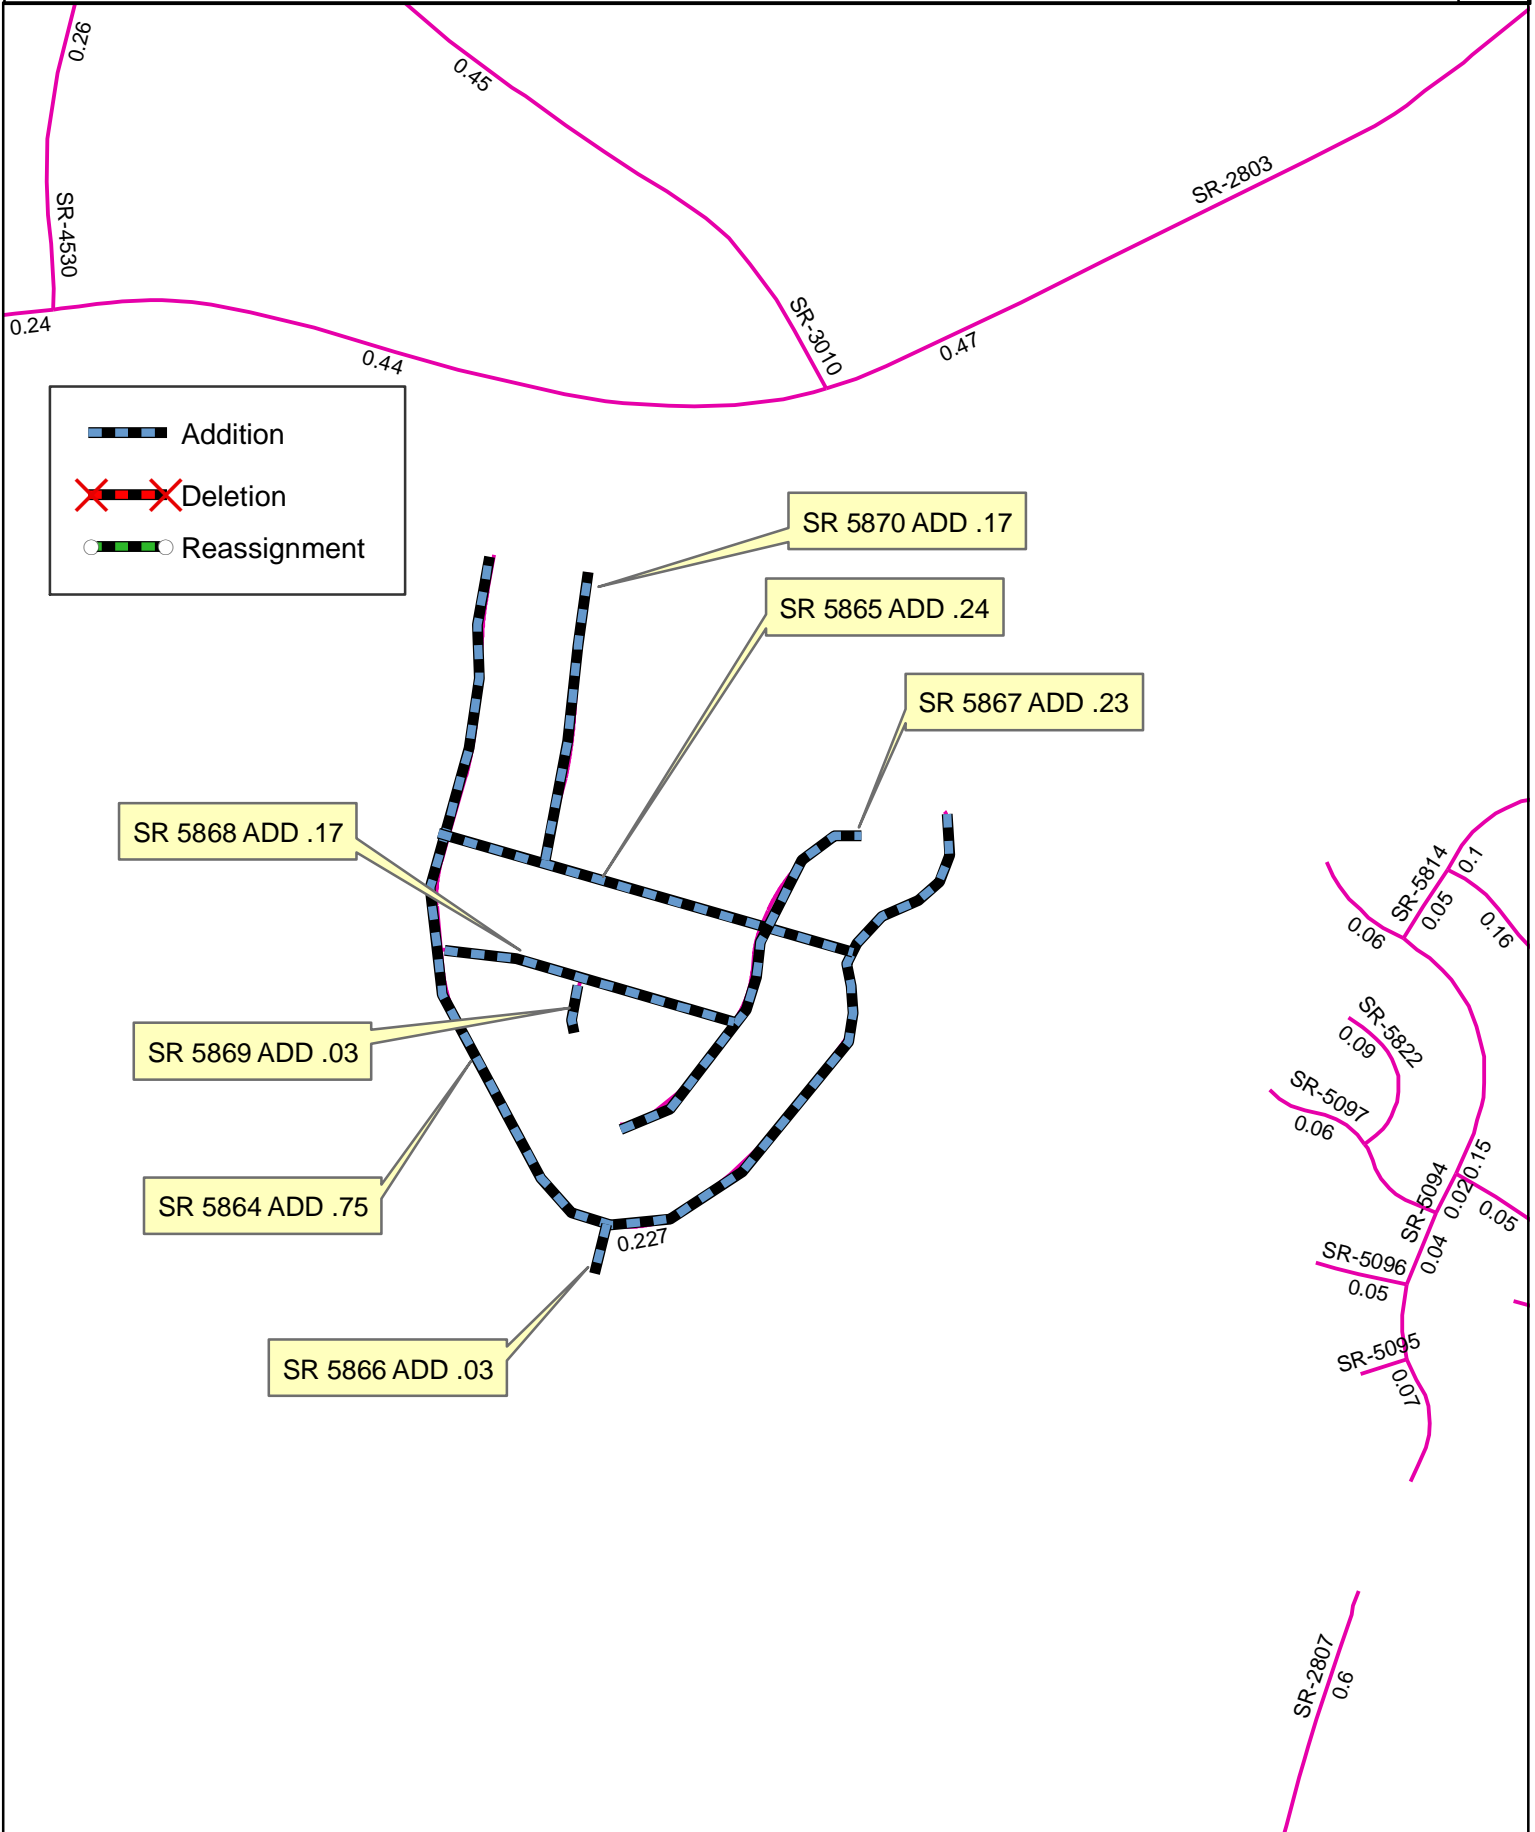 0.26
0.45
SR-2803
SR-4530
SR-3010
0.24
0.47
0.44
Addition
Deletion
Reassignment
SR 5870 ADD .17
SR 5865 ADD .24
SR 5867 ADD .23
SR 5868 ADD .17
SR-5814
0.1
0.05
0.16
0.06
SR 5869 ADD .03
SR-5822
0.09
SR-5097
0.06
0.15
SR-5094
0.02
0.05
SR 5864 ADD .75
0.227
0.04
SR-5096
0.05
SR 5866 ADD .03
SR-5095
0.07
SR-2807
0.6